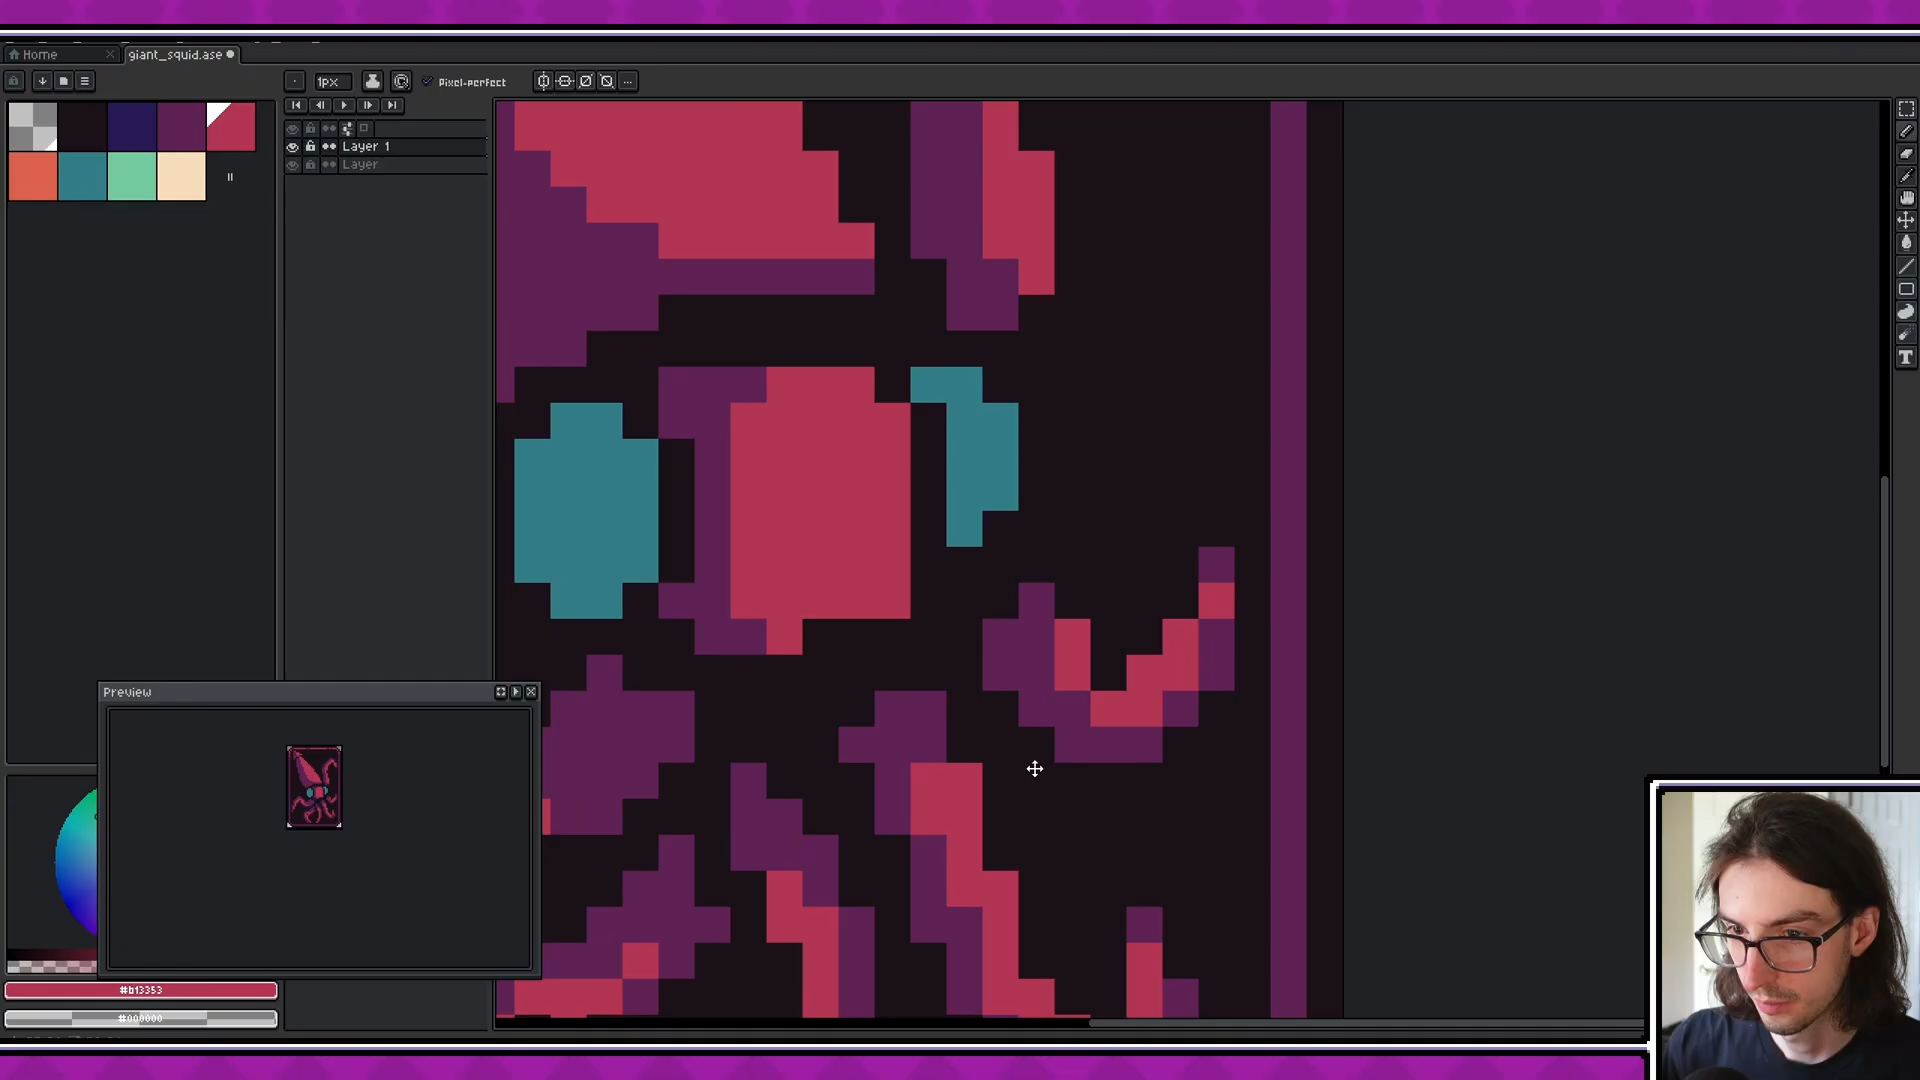 Home
giant_squid.ase
1px
Pixel-perfect
Layer 1
Layer
Preview
#b13353
#000000